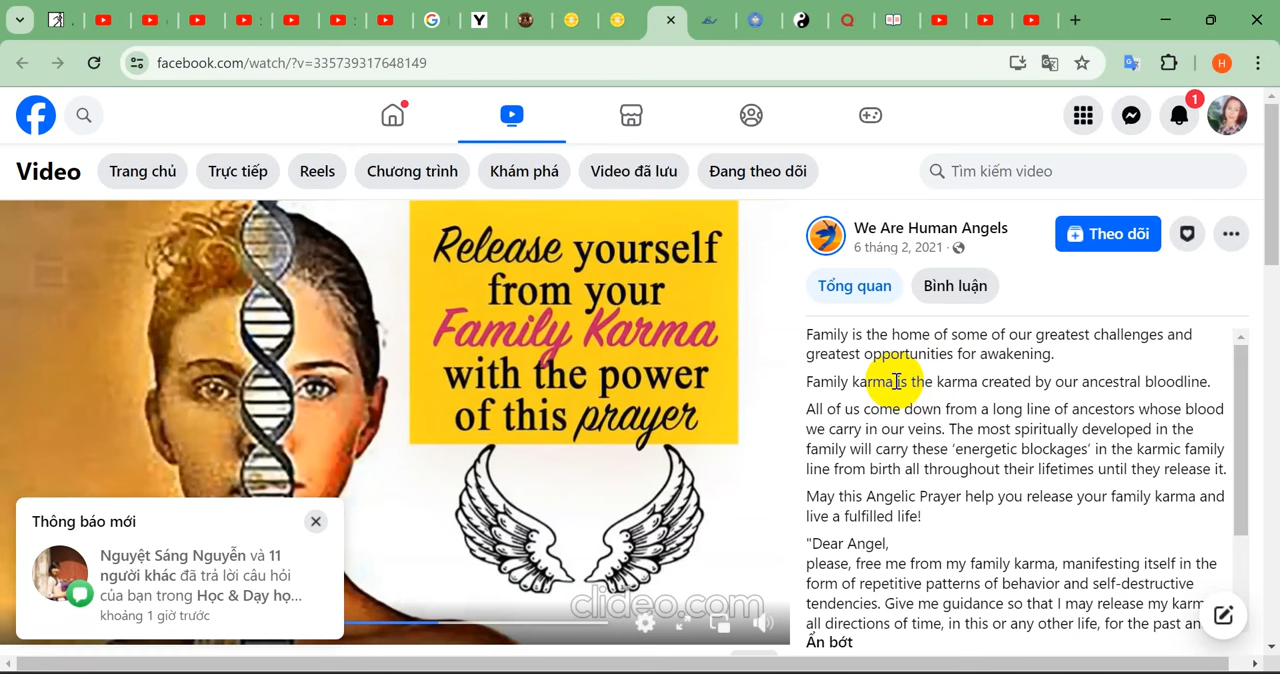 facebook.com/watch/?v=335739317648149
H
1
Video
Trang chủ
Trực tiếp
Reels
Chương trình
Khám phá
Video đã lưu
Đang theo dõi
Tìm kiếm video
Release yourself
from your
Family Karma
with the power
of this prayer
clideo.com
We Are Human Angels
6 tháng 2, 2021 ·
Theo dõi
Tổng quan
Bình luận
Family is the home of some of our greatest challenges and
greatest opportunities for awakening.
Family karma is the karma created by our ancestral bloodline.
All of us come down from a long line of ancestors whose blood
we carry in our veins. The most spiritually developed in the
family will carry these ‘energetic blockages’ in the karmic family
line from birth all throughout their lifetimes until they release it.
May this Angelic Prayer help you release your family karma and
live a fulfilled life!
"Dear Angel,
please, free me from my family karma, manifesting itself in the
form of repetitive patterns of behavior and self-destructive
tendencies. Give me guidance so that I may release my karm
all directions of time, in this or any other life, for the past an
Ẩn bớt
Thông báo mới
Nguyệt Sáng Nguyễn và 11
người khác đã trả lời câu hỏi
của bạn trong Học & Dạy họ...
khoảng 1 giờ trước